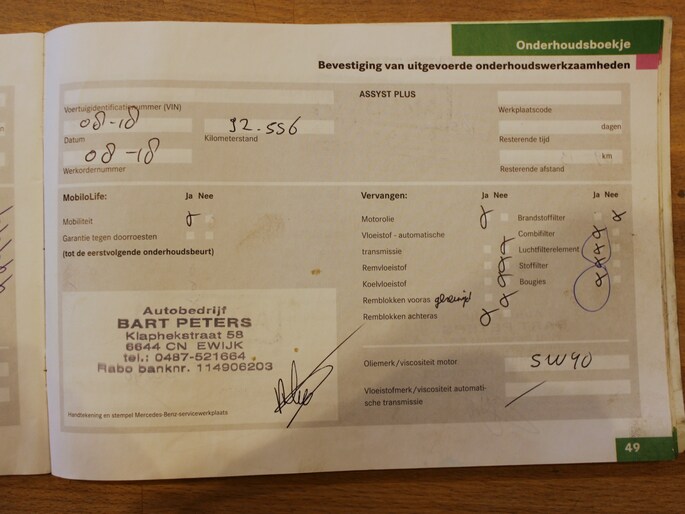 Onderhoudsboekje
Bevestiging van uitgevoerde onderhoudswerkzaamheden
ASSYST PLUS
Voertuigidentificatienummer (VIN)
08-18
92.556
Datum
Kilometerstand
08-18
Werkordernummer
Werkplaatscode
dagen
Resterende tijd
km
Resterende afstand
MobiloLife:
Ja Nee
Mobiliteit
Garantie tegen doorroesten
(tot de eerstvolgende onderhoudsbeurt)
Vervangen:
Ja Nee
Ja Nee
Motorolie
Brandstoffilter
Vloeistof - automatische
Combifilter
transmissie
Luchtfilterelement
Remvloeistof
Stoffilter
Koelvloeistof
Bougies
Remblokken vooras gereinigd
Remblokken achteras
Autobedrijf
BART PETERS
Klaphekstraat 58
6644 CN EWIJK
tel.: 0487-521664
Rabo banknr. 114906203
Handtekening en stempel Mercedes-Benz-servicewerkplaats
Oliemerk/viscositeit motor
5W40
Vloeistofmerk/viscositeit automati-
sche transmissie
49